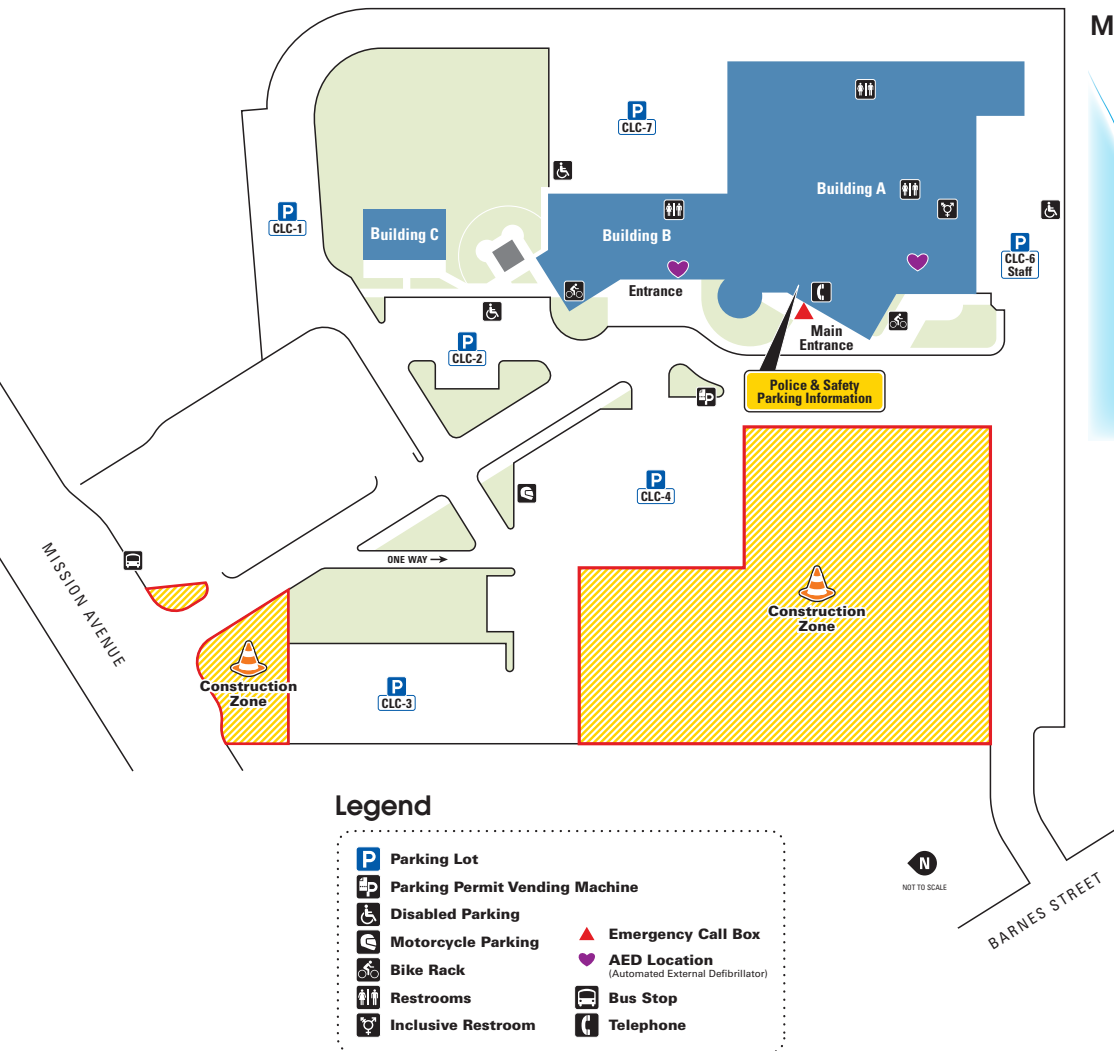 M
P
CLC-7
Building A
P
CLC-1
Building C
Building B
P
CLC-6
Staff
Entrance
P
CLC-2
Main
Entrance
Police & Safety
Parking Information
P
P
CLC-4
ONE WAY
MISSION AVENUE
Construction
Zone
Construction
Zone
P
CLC-3
Legend
P Parking Lot
P Parking Permit Vending Machine
Disabled Parking
Motorcycle Parking
Bike Rack
Restrooms
Inclusive Restroom
Emergency Call Box
AED Location
(Automated External Defibrillator)
Bus Stop
Telephone
N
NOT TO SCALE
BARNES STREET